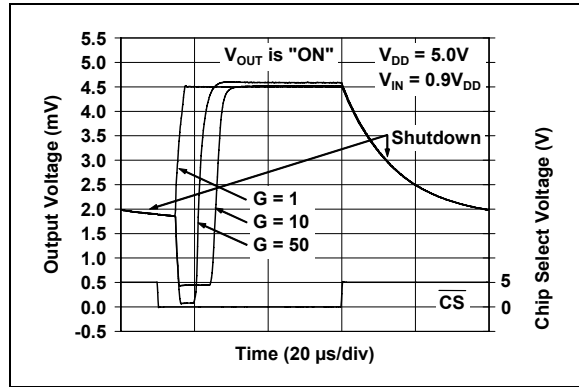 Output Voltage (mV)
5.5
5.0
4.5
4.0
3.5
3.0
2.5
2.0
1.5
1.0
0.5
0.0
-0.5
VOUT is "ON"
VDD = 5.0V
VIN = 0.9VDD
Shutdown
G = 1
G = 10
G = 50
CS
5
0
Chip Select Voltage (V)
Time (20 µs/div)